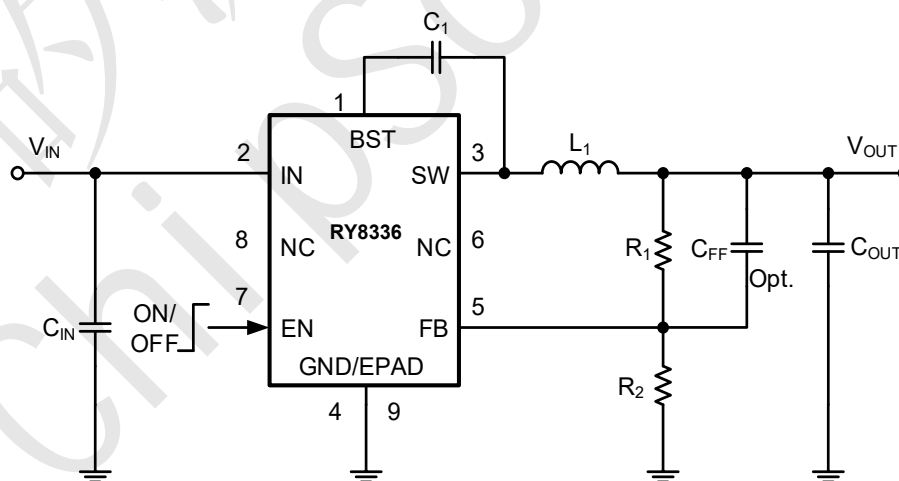 C1
1
BST
VIN
2
IN
SW
3
L1
VOUT
8
NC
RY8336
NC
6
R1
CFF
Opt.
COUT
7
ON/
OFF
CIN
EN
FB
5
GND/EPAD
4
9
R2
ChipSo